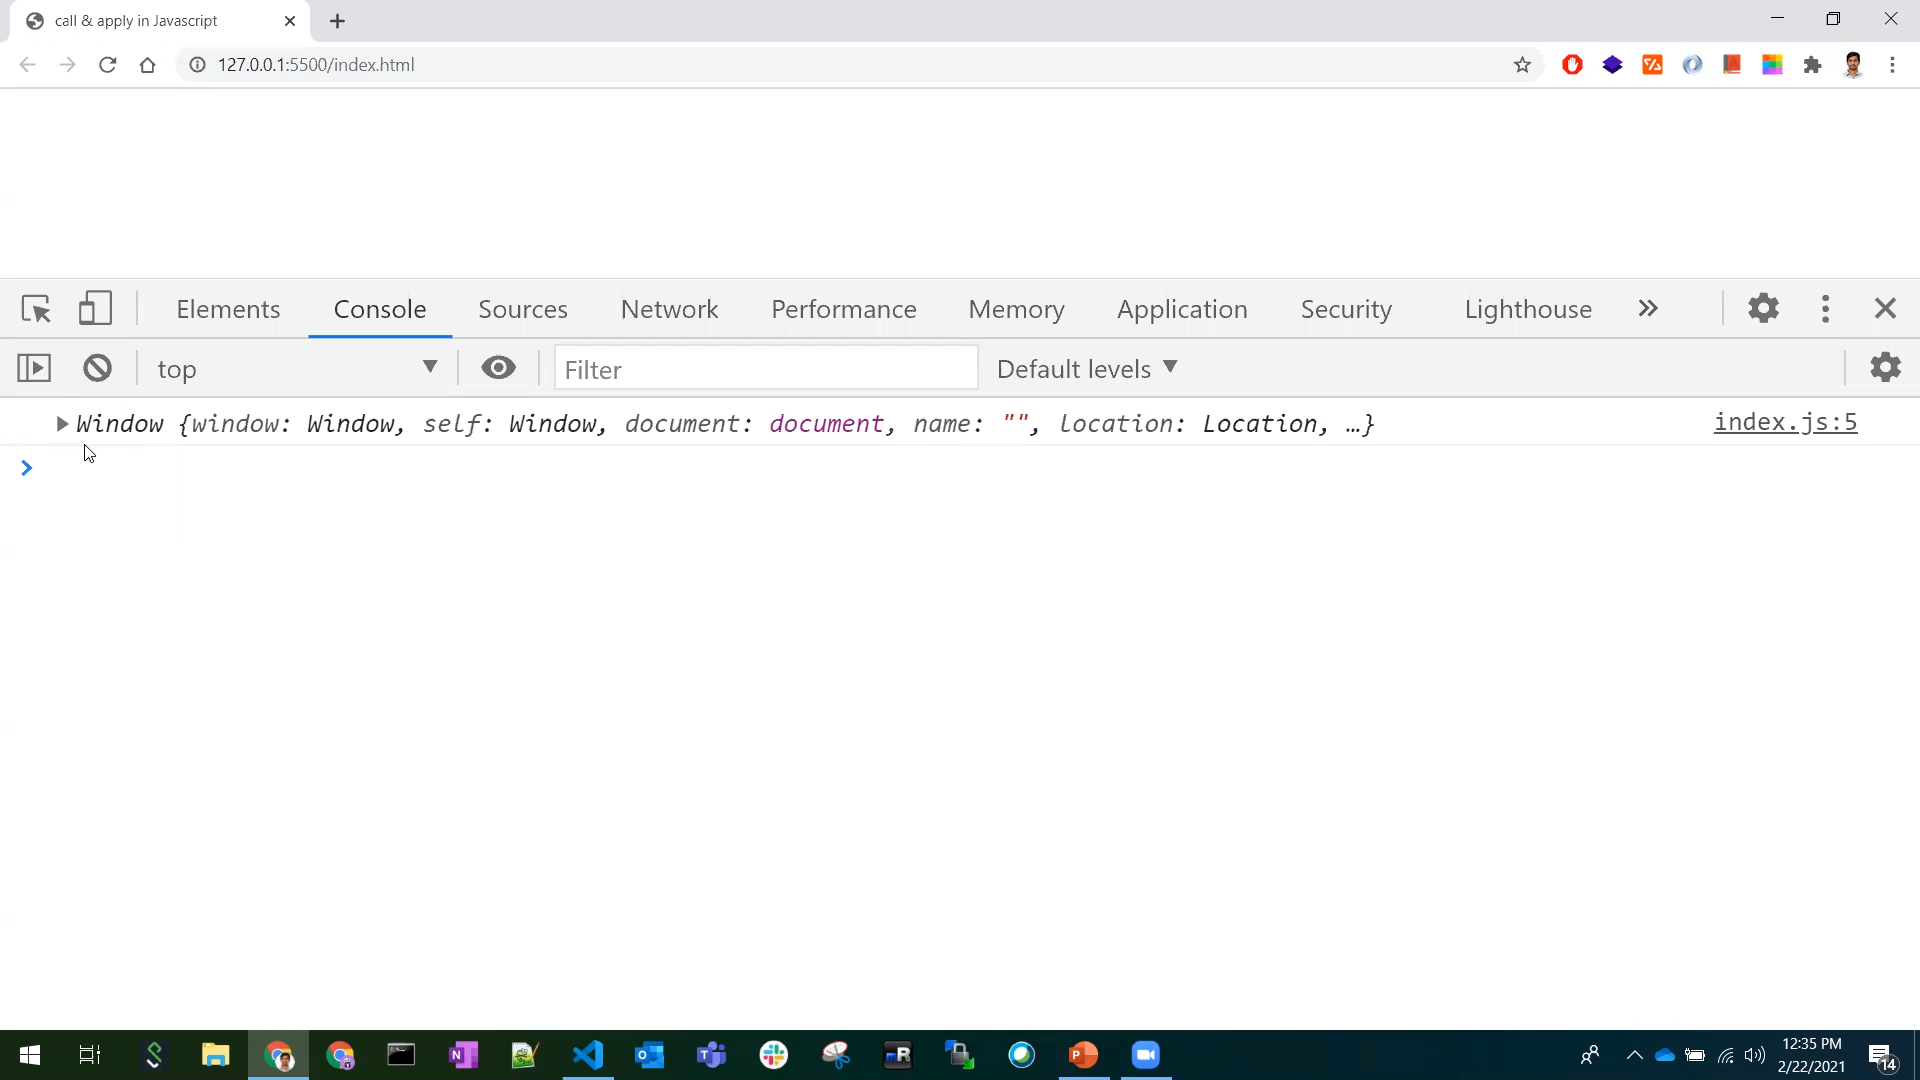 call & apply in Javascript
127.0.0.1:5500/index.html
Elements Console Sources Network Performance Memory Application Security Lighthouse
top Filter Default levels
Window {window: Window, self: Window, document: document, name: "", location: Location, …} index.js:5
12:35 PM
2/22/2021
14